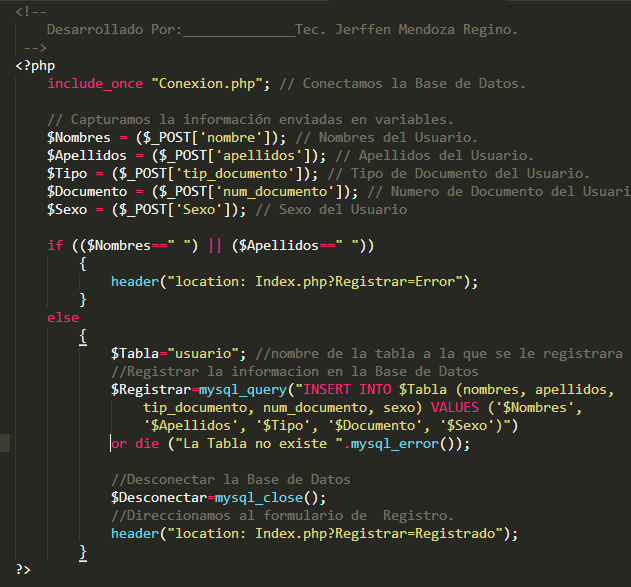 <!--
Desarrollado Por:______________Tec. Jerffen Mendoza Regino.
-->
<?php
include_once "Conexion.php"; // Conectamos la Base de Datos.
// Capturamos la información enviadas en variables.
$Nombres = ($_POST['nombre']); // Nombres del Usuario.
$Apellidos = ($_POST['apellidos']); // Apellidos del Usuario.
$Tipo = ($_POST['tip_documento']); // Tipo de Documento del Usuario.
$Documento = ($_POST['num_documento']); // Numero de Documento del Usuari
$Sexo = ($_POST['Sexo']); // Sexo del Usuario
if (($Nombres==" ") || ($Apellidos==" "))
{
header("location: Index.php?Registrar=Error");
}
else
{
$Tabla="usuario"; //nombre de la tabla a la que se le registrara
//Registrar la informacion en la Base de Datos
$Registrar=mysql_query("INSERT INTO $Tabla (nombres, apellidos,
tip_documento, num_documento, sexo) VALUES ('$Nombres',
'$Apellidos', '$Tipo', '$Documento', '$Sexo')")
or die ("La Tabla no existe ".mysql_error());
//Desconectar la Base de Datos
$Desconectar=mysql_close();
//Direccionamos al formulario de  Registro.
header("location: Index.php?Registrar=Registrado");
}
?>